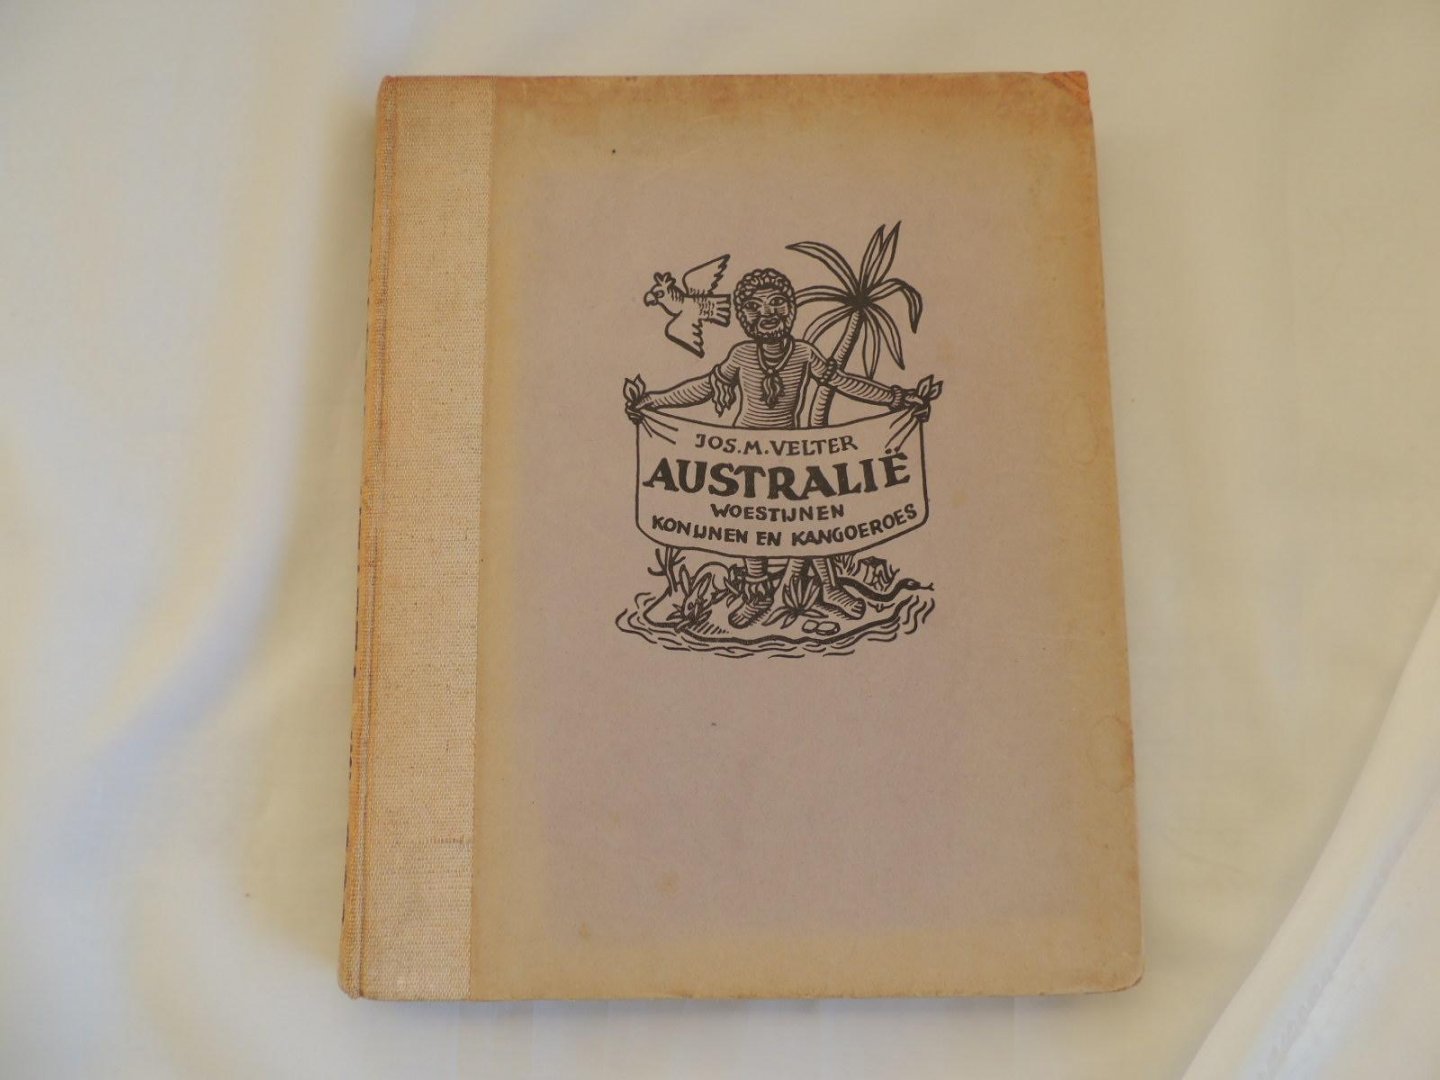 JOS. M. VELTER
AUSTRALIË
WOESTIJNEN
KONIJNEN EN KANGOEROES